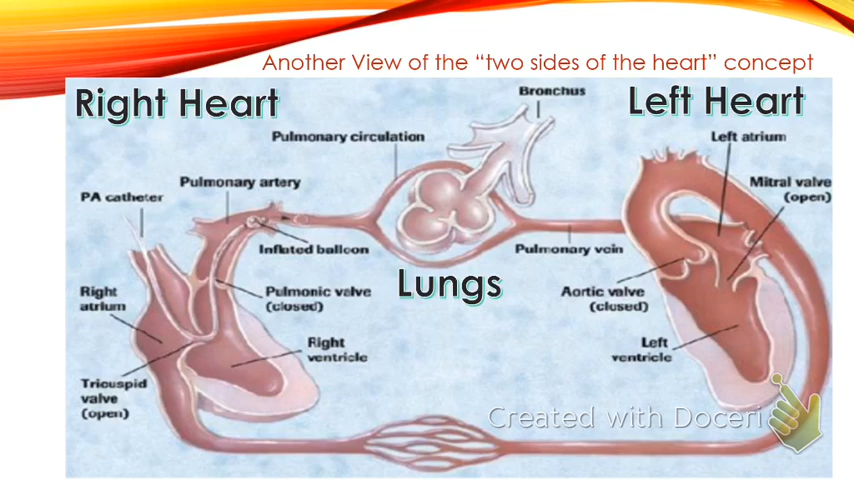 Another View of the “two sides of the heart” concept
Right Heart
Bronchus
Left Heart
Pulmonary circulation
Left atrium
Pulmonary artery
Mitral valve
(open)
PA catheter
Inflated balloon
Pulmonary vein
Lungs
Right
atrium
Pulmonic valve
(closed)
Aortic valve
(closed)
Right
ventricle
Left
ventricle
Tricuspid
valve
(open)
Created with Doceri